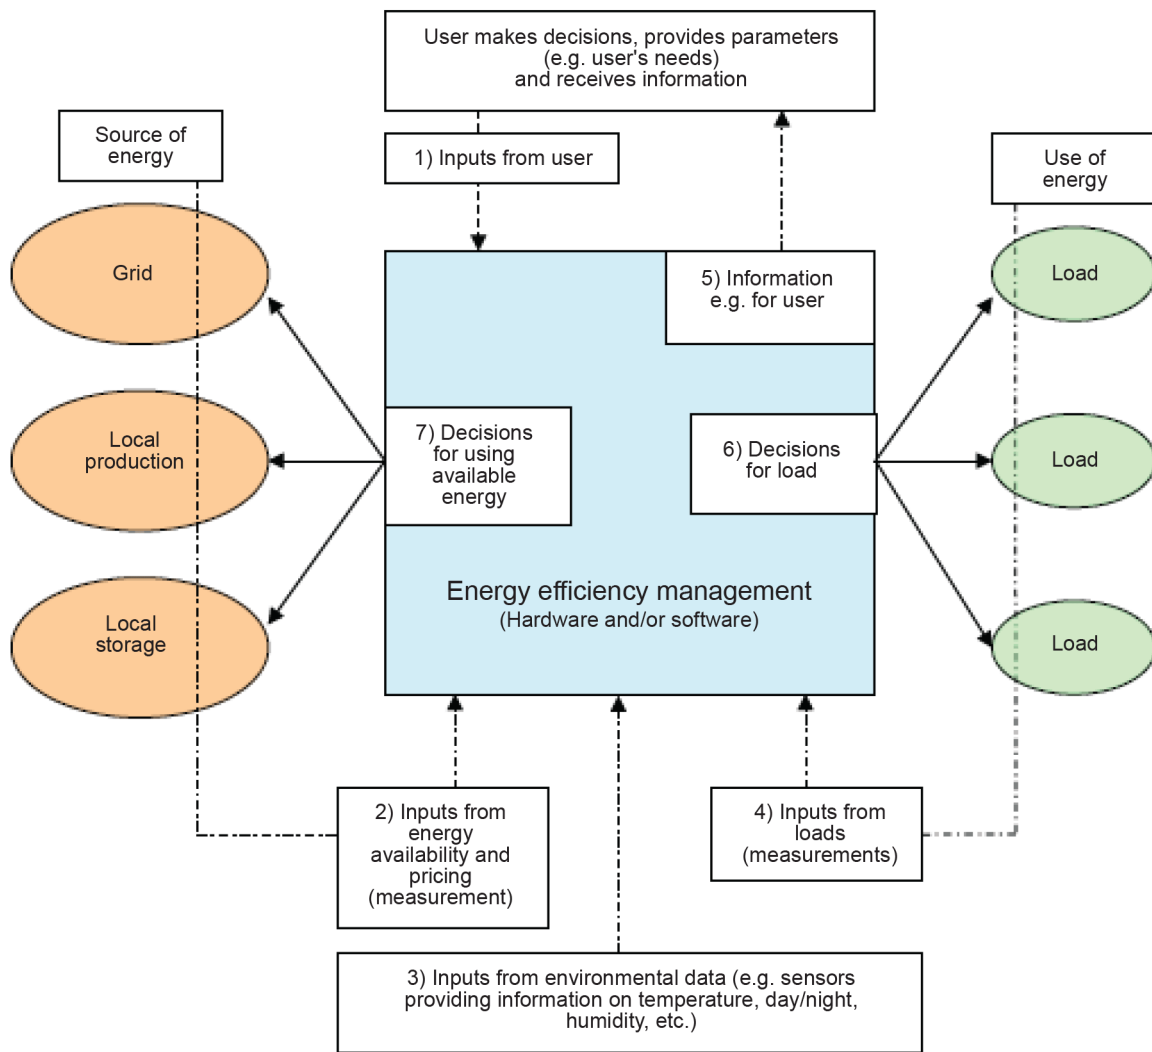 User makes decisions, provides parameters
(e.g. user's needs)
and receives information
Source of
energy
1) Inputs from user
Use of
energy
Grid
5) Information
e.g. for user
Load
Local
production
7) Decisions
for using
available
energy
6) Decisions
for load
Load
Local
storage
Energy efficiency management
(Hardware and/or software)
Load
2) Inputs from
energy
availability and
pricing
(measurement)
4) Inputs from
loads
(measurements)
3) Inputs from environmental data (e.g. sensors
providing information on temperature, day/night,
humidity, etc.)